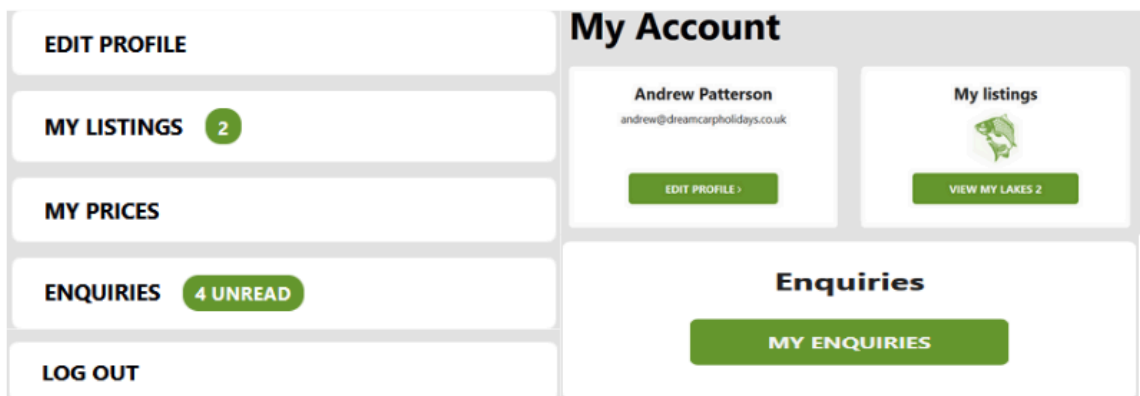 EDIT PROFILE
MY LISTINGS 2
MY PRICES
ENQUIRIES 4 UNREAD
LOG OUT
My Account
Andrew Patterson
andrew@dreamcarpholidays.co.uk
EDIT PROFILE >
My listings
VIEW MY LAKES 2
Enquiries
MY ENQUIRIES